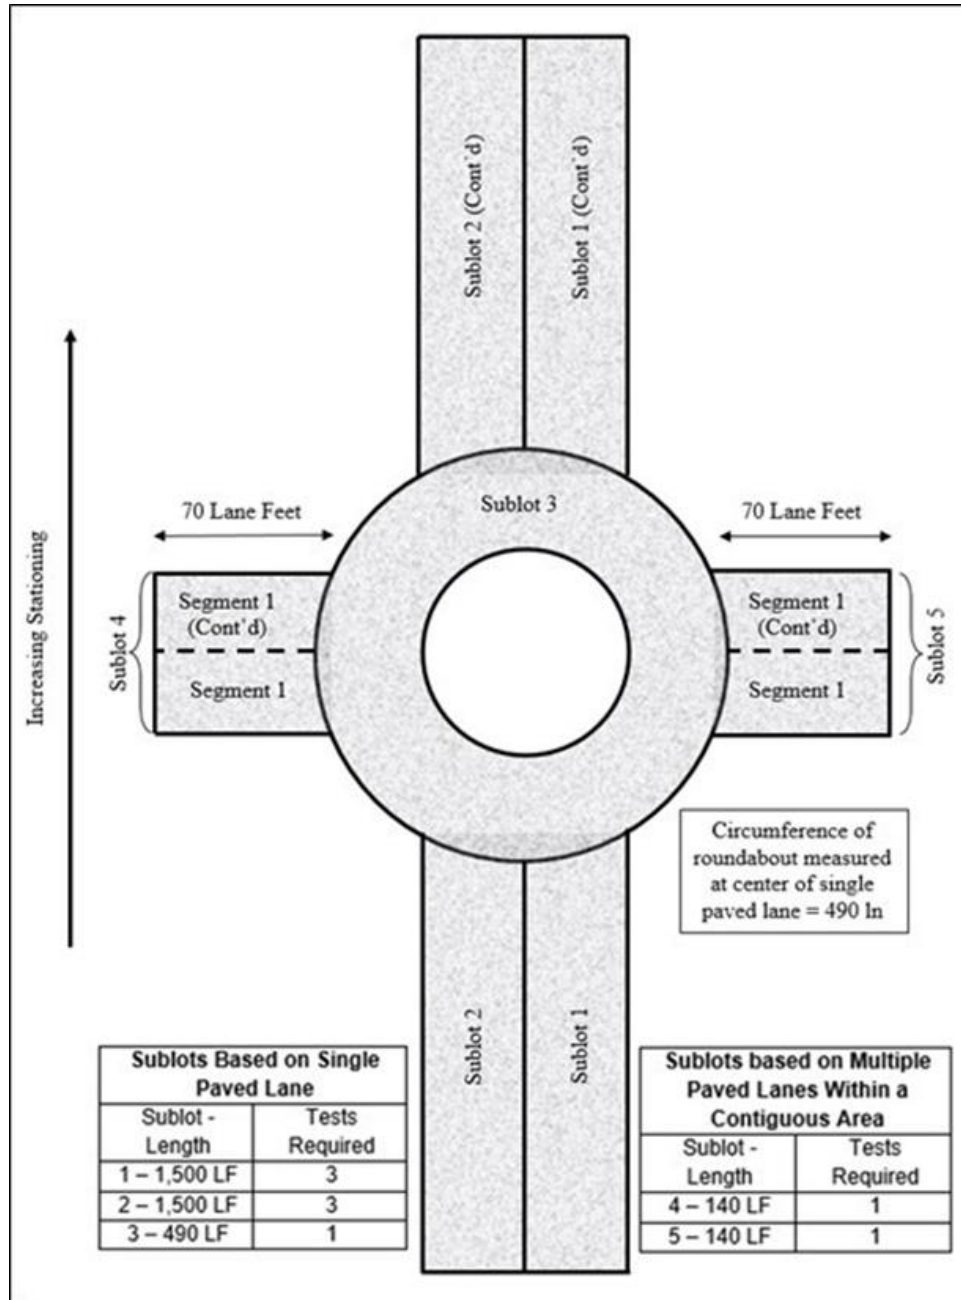 Sublot 2 (Cont'd)
Sublot 1 (Cont'd)
Increasing Stationing
Sublot 3
70 Lane Feet
70 Lane Feet
Sublot 4
Segment 1
(Cont'd)
Segment 1
Segment 1
(Cont'd)
Segment 1
Sublot 5
Circumference of
roundabout measured
at center of single
paved lane = 490 ln
Sublot 2
Sublot 1
Sublots Based on Single
Paved Lane
Sublot -
Length
Tests
Required
1 – 1,500 LF
3
2 – 1,500 LF
3
3 – 490 LF
1
Sublots based on Multiple
Paved Lanes Within a
Contiguous Area
Sublot -
Length
Tests
Required
4 – 140 LF
1
5 – 140 LF
1